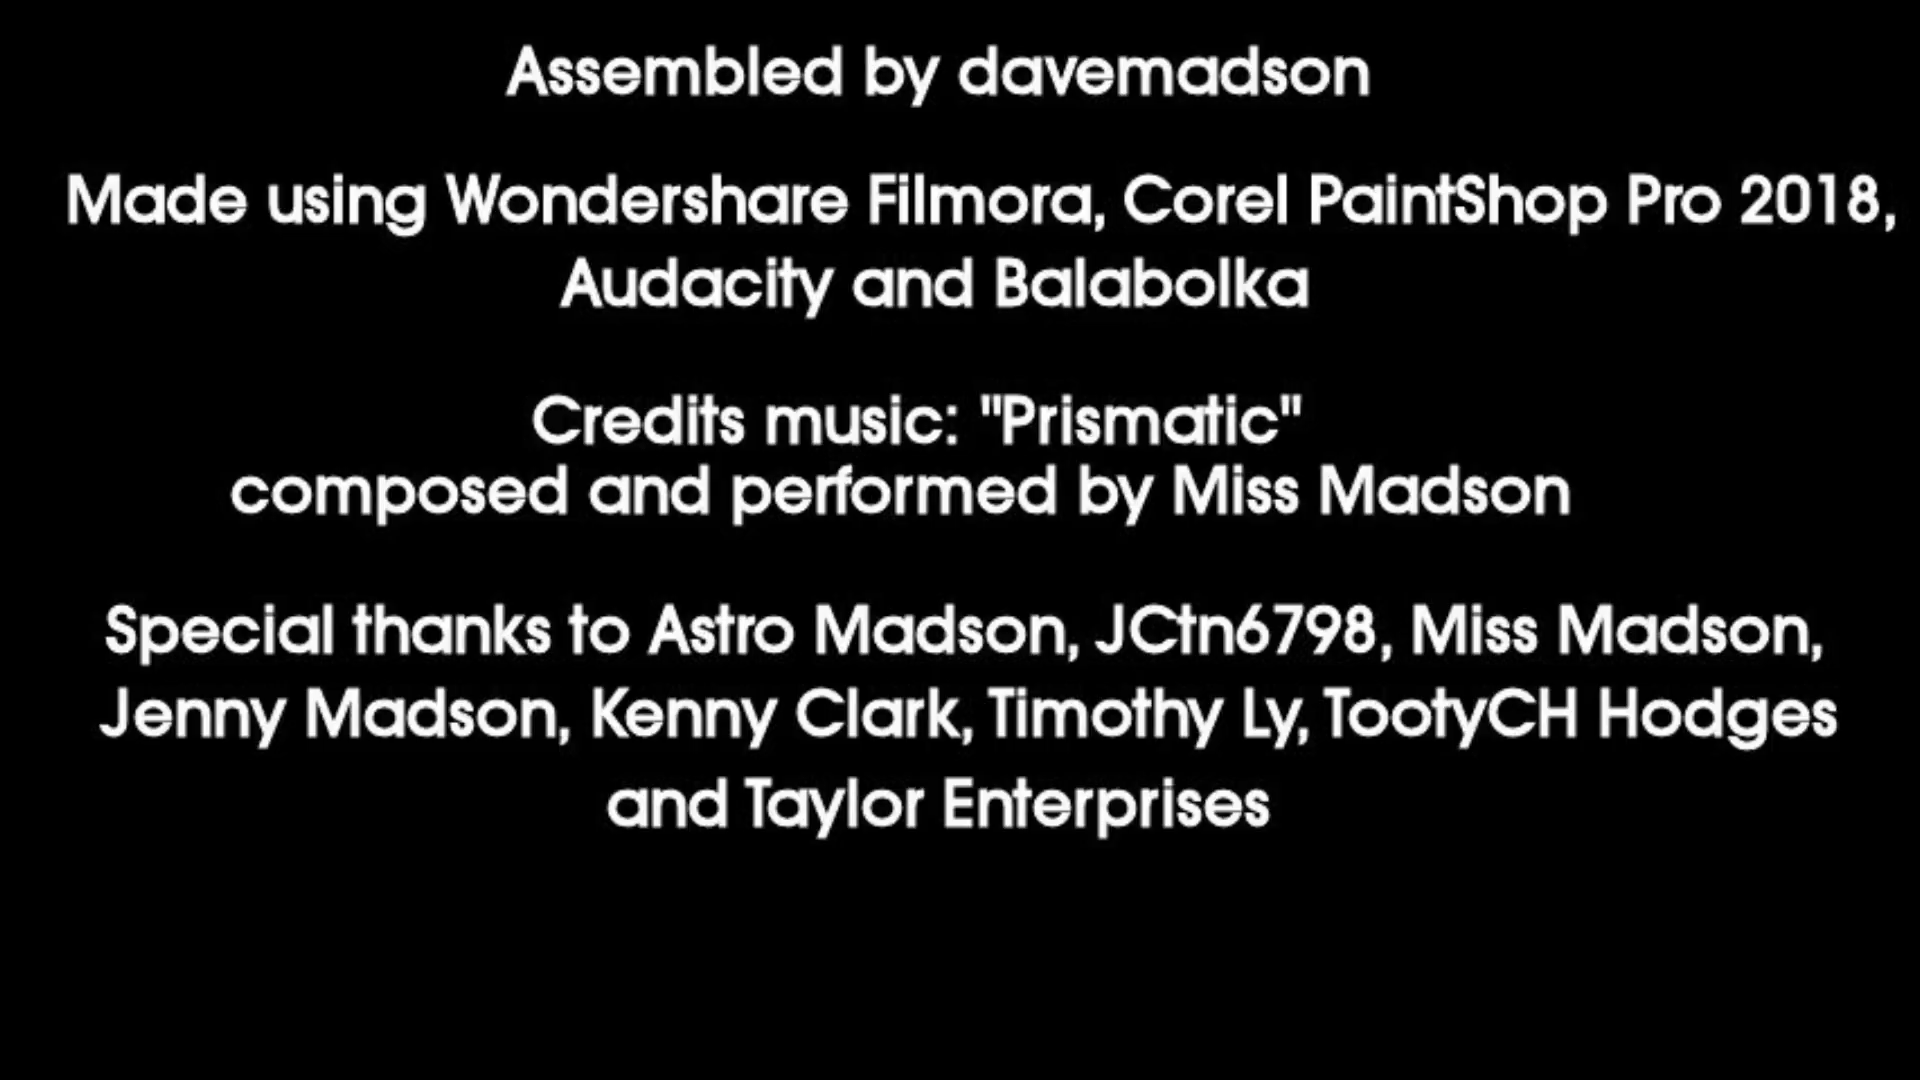 Assembled by davemadson
Made using Wondershare Filmora, Corel PaintShop Pro 2018,
Audacity and Balabolka
Credits music: "Prismatic"
composed and performed by Miss Madson
Special thanks to Astro Madson, JCtn6798, Miss Madson,
Jenny Madson, Kenny Clark, Timothy Ly, TootyCH Hodges
and Taylor Enterprises